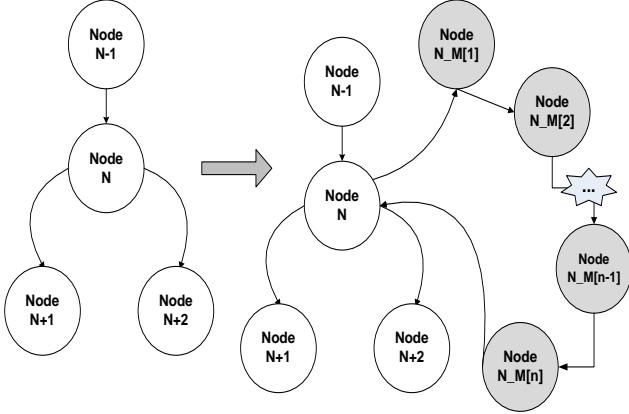 Node
N-1
Node
N
Node
N+1
Node
N+2
Node
N-1
Node
N
Node
N+1
Node
N+2
Node
N_M[1]
Node
N_M[2]
...
Node
N_M[n-1]
Node
N_M[n]